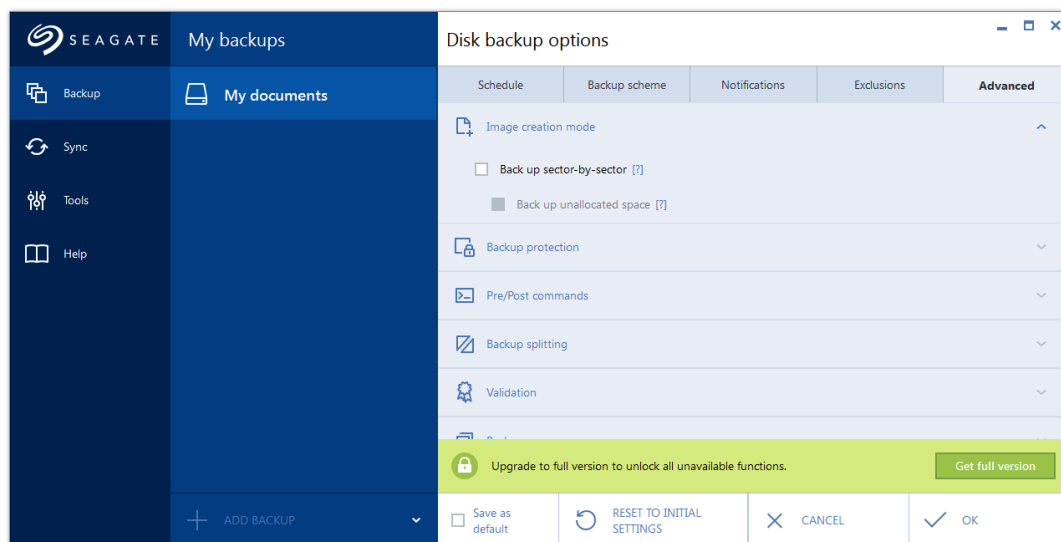 SEAGATE
My backups
Disk backup options
Backup
Sync
Tools
Help
My documents
Schedule
Backup scheme
Notifications
Exclusions
Advanced
Image creation mode
Back up sector-by-sector [?]
Back up unallocated space [?]
Backup protection
Pre/Post commands
Backup splitting
Validation
Upgrade to full version to unlock all unavailable functions.
Get full version
ADD BACKUP
Save as
default
RESET TO INITIAL
SETTINGS
CANCEL
OK